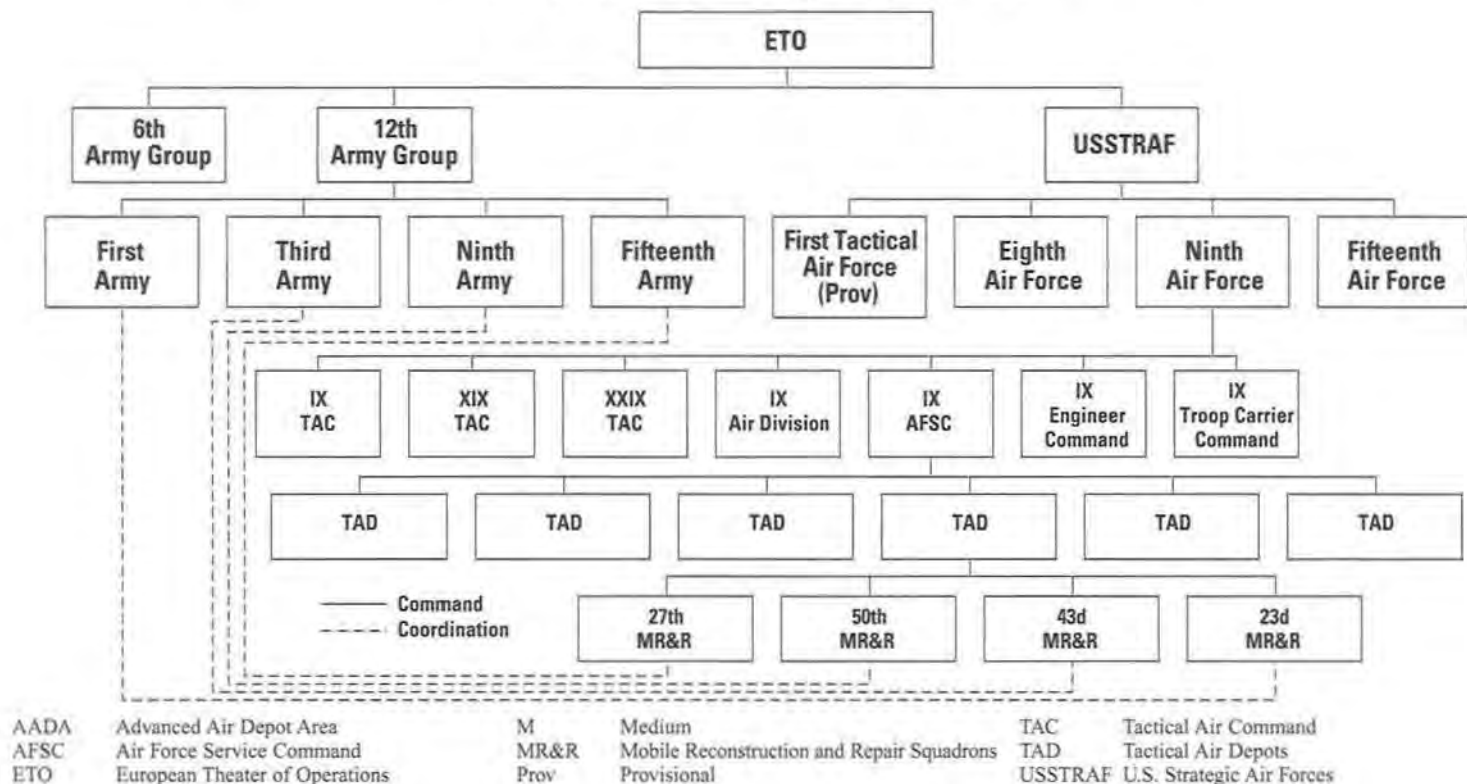 ETO
6th
Army Group
12th
Army Group
USSTRAF
First
Army
Third
Army
Ninth
Army
Fifteenth
Army
First Tactical
Air Force
(Prov)
Eighth
Air Force
Ninth
Air Force
Fifteenth
Air Force
IX
TAC
XIX
TAC
XXIX
TAC
IX
Air Division
IX
AFSC
IX
Engineer
Command
IX
Troop Carrier
Command
TAD
TAD
TAD
TAD
TAD
TAD
Command
Coordination
27th
MR&R
50th
MR&R
43d
MR&R
23d
MR&R
AADA Advanced Air Depot Area
AFSC Air Force Service Command
ETO European Theater of Operations
M Medium
MR&R Mobile Reconstruction and Repair Squadrons
Prov Provisional
TAC Tactical Air Command
TAD Tactical Air Depots
USSTRAF U.S. Strategic Air Forces